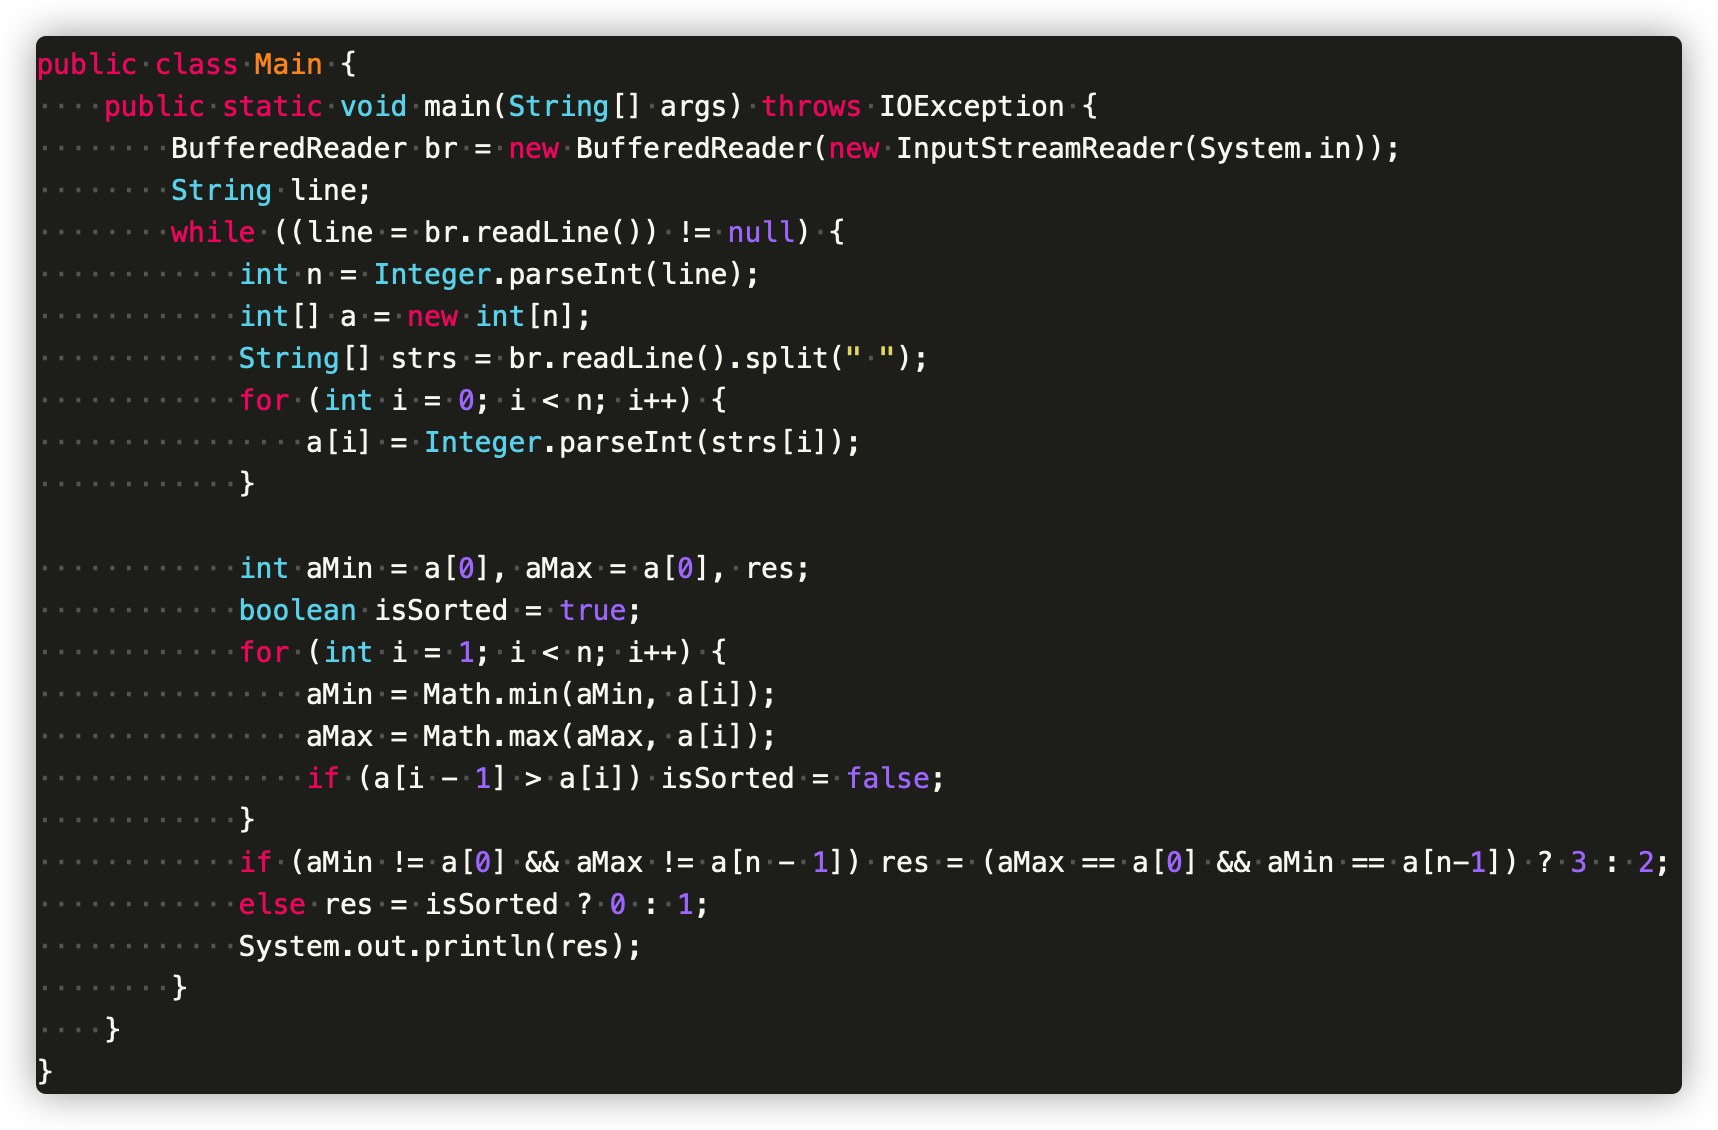 public class Main {
    public static void main(String[] args) throws IOException {
        BufferedReader br = new BufferedReader(new InputStreamReader(System.in));
        String line;
        while ((line = br.readLine()) != null) {
            int n = Integer.parseInt(line);
            int[] a = new int[n];
            String[] strs = br.readLine().split(" ");
            for (int i = 0; i < n; i++) {
                a[i] = Integer.parseInt(strs[i]);
            }

            int aMin = a[0], aMax = a[0], res;
            boolean isSorted = true;
            for (int i = 1; i < n; i++) {
                aMin = Math.min(aMin, a[i]);
                aMax = Math.max(aMax, a[i]);
                if (a[i - 1] > a[i]) isSorted = false;
            }
            if (aMin != a[0] && aMax != a[n - 1]) res = (aMax == a[0] && aMin == a[n-1]) ? 3 : 2;
            else res = isSorted ? 0 : 1;
            System.out.println(res);
        }
    }
}